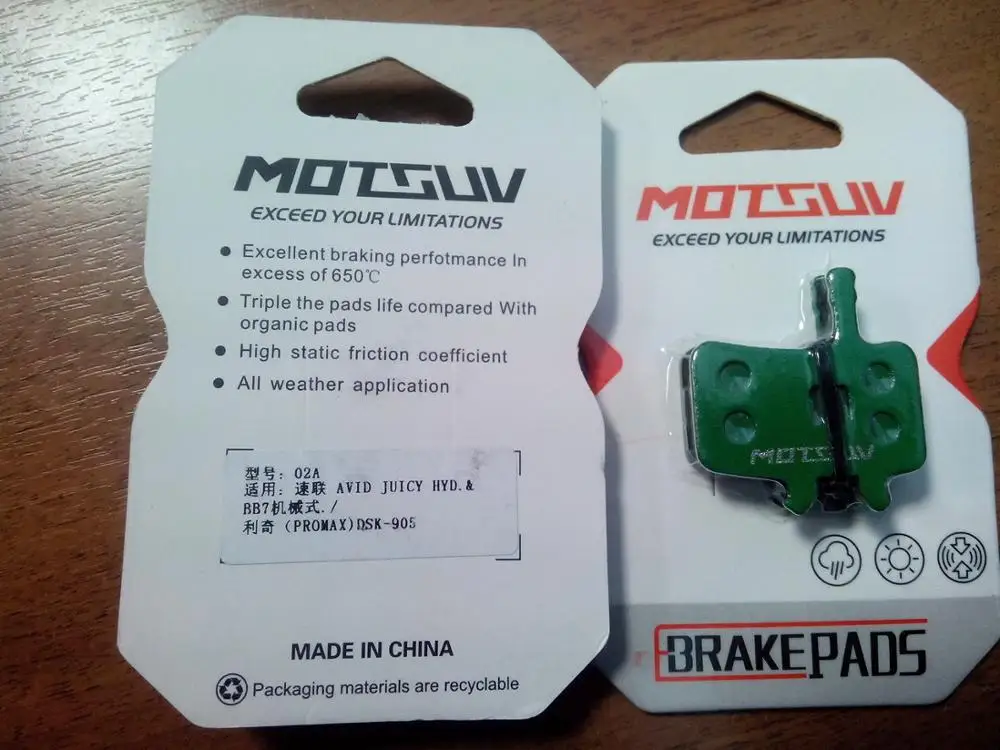 MOTSUV
EXCEED YOUR LIMITATIONS
Excellent braking perfotmance In
excess of 650℃
Triple the pads life compared With
organic pads
High static friction coefficient
All weather application
型号: 02A
适用: 速联 AVID JUICY HYD.&
BB7机械式./
利奇(PROMAX)DSK-905
MADE IN CHINA
Packaging materials are recyclable
MOTSUV
EXCEED YOUR LIMITATIONS
MOTSUV
BRAKEPADS